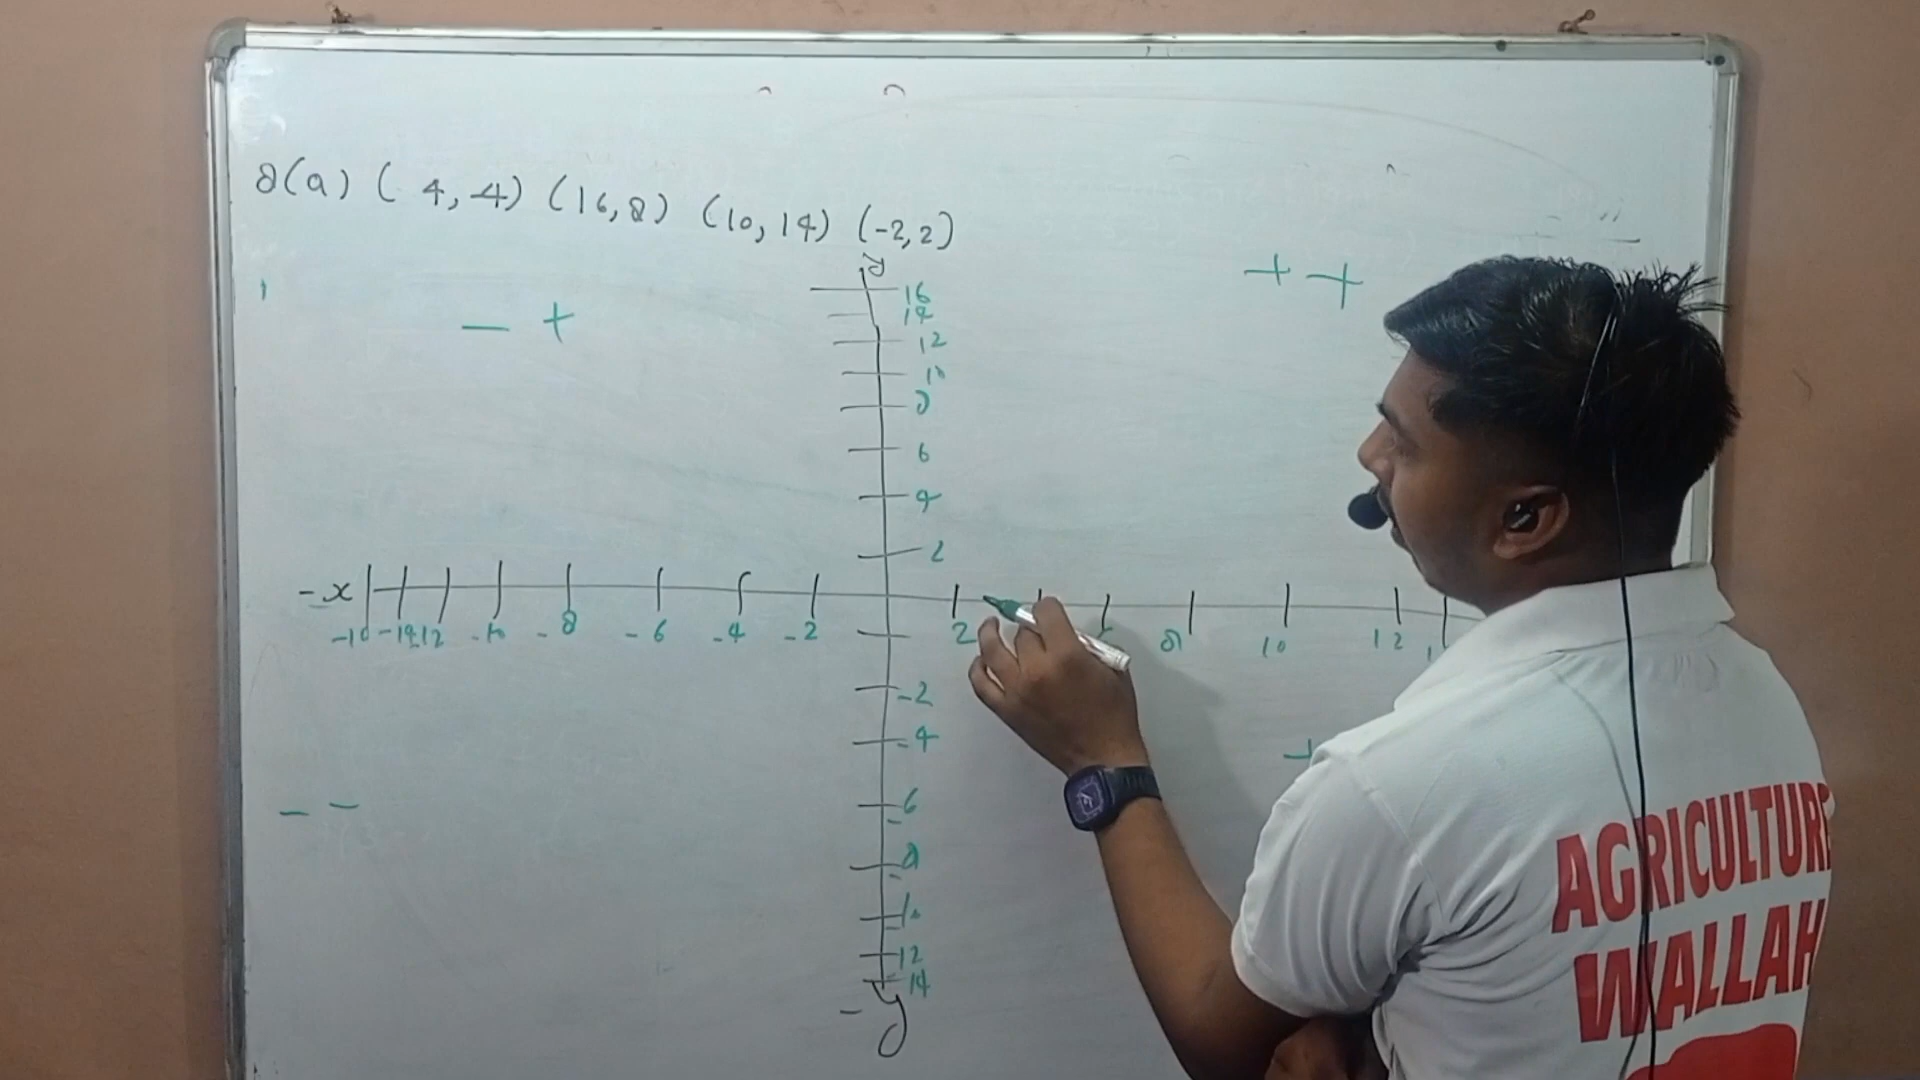 8(a) ( 4, -4) (16,8) (10, 14) (-2,2)
y
- +
+ +
16
14
12
10
8
6
4
2
-x
-14 -12 -10 -8 -6 -4 -2 2 8 10 12
-2
-4
-6
-8
-10
-12
-14
- -
-y
AGRICULTURE
WALLAH